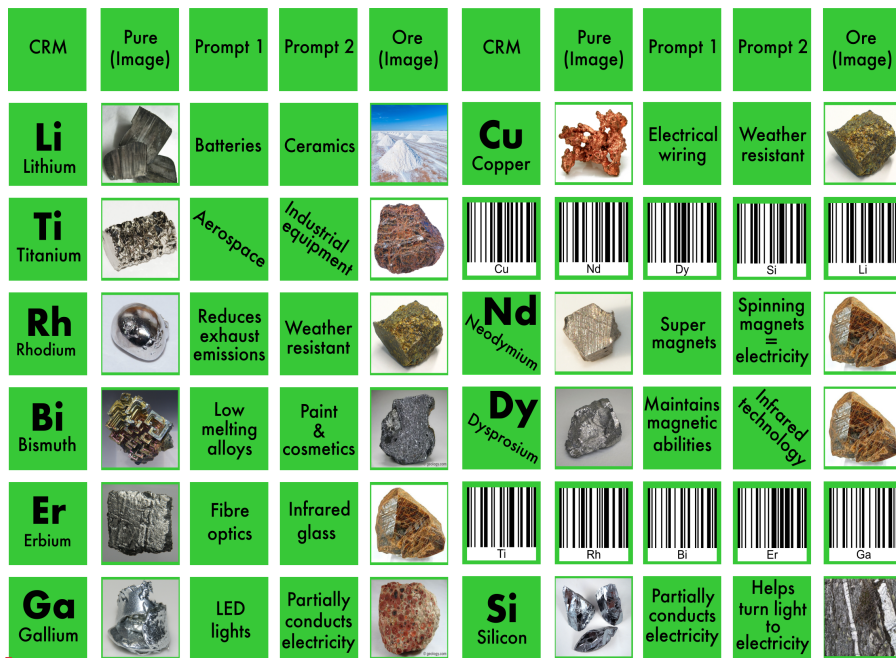 CRM
Pure
(Image)
Prompt 1
Prompt 2
Ore
(Image)
CRM
Pure
(Image)
Prompt 1
Prompt 2
Ore
(Image)
Li
Lithium
Batteries
Ceramics
Cu
Copper
Electrical
wiring
Weather
resistant
Ti
Titanium
Aerospace
Industrial
equipment
Cu
Nd
Dy
Si
Li
Rh
Rhodium
Reduces
exhaust
emissions
Weather
resistant
Nd
Neodymium
Super
magnets
Spinning
magnets
=
electricity
Bi
Bismuth
Low
melting
alloys
Paint
&
cosmetics
© geology.com
Dy
Dysprosium
Maintains
magnetic
abilities
Infrared
technology
Er
Erbium
Fibre
optics
Infrared
glass
Ti
Rh
Bi
Er
Ga
Ga
Gallium
LED
lights
Partially
conducts
electricity
© geology.com
Si
Silicon
Partially
conducts
electricity
Helps
turn light
to
electricity